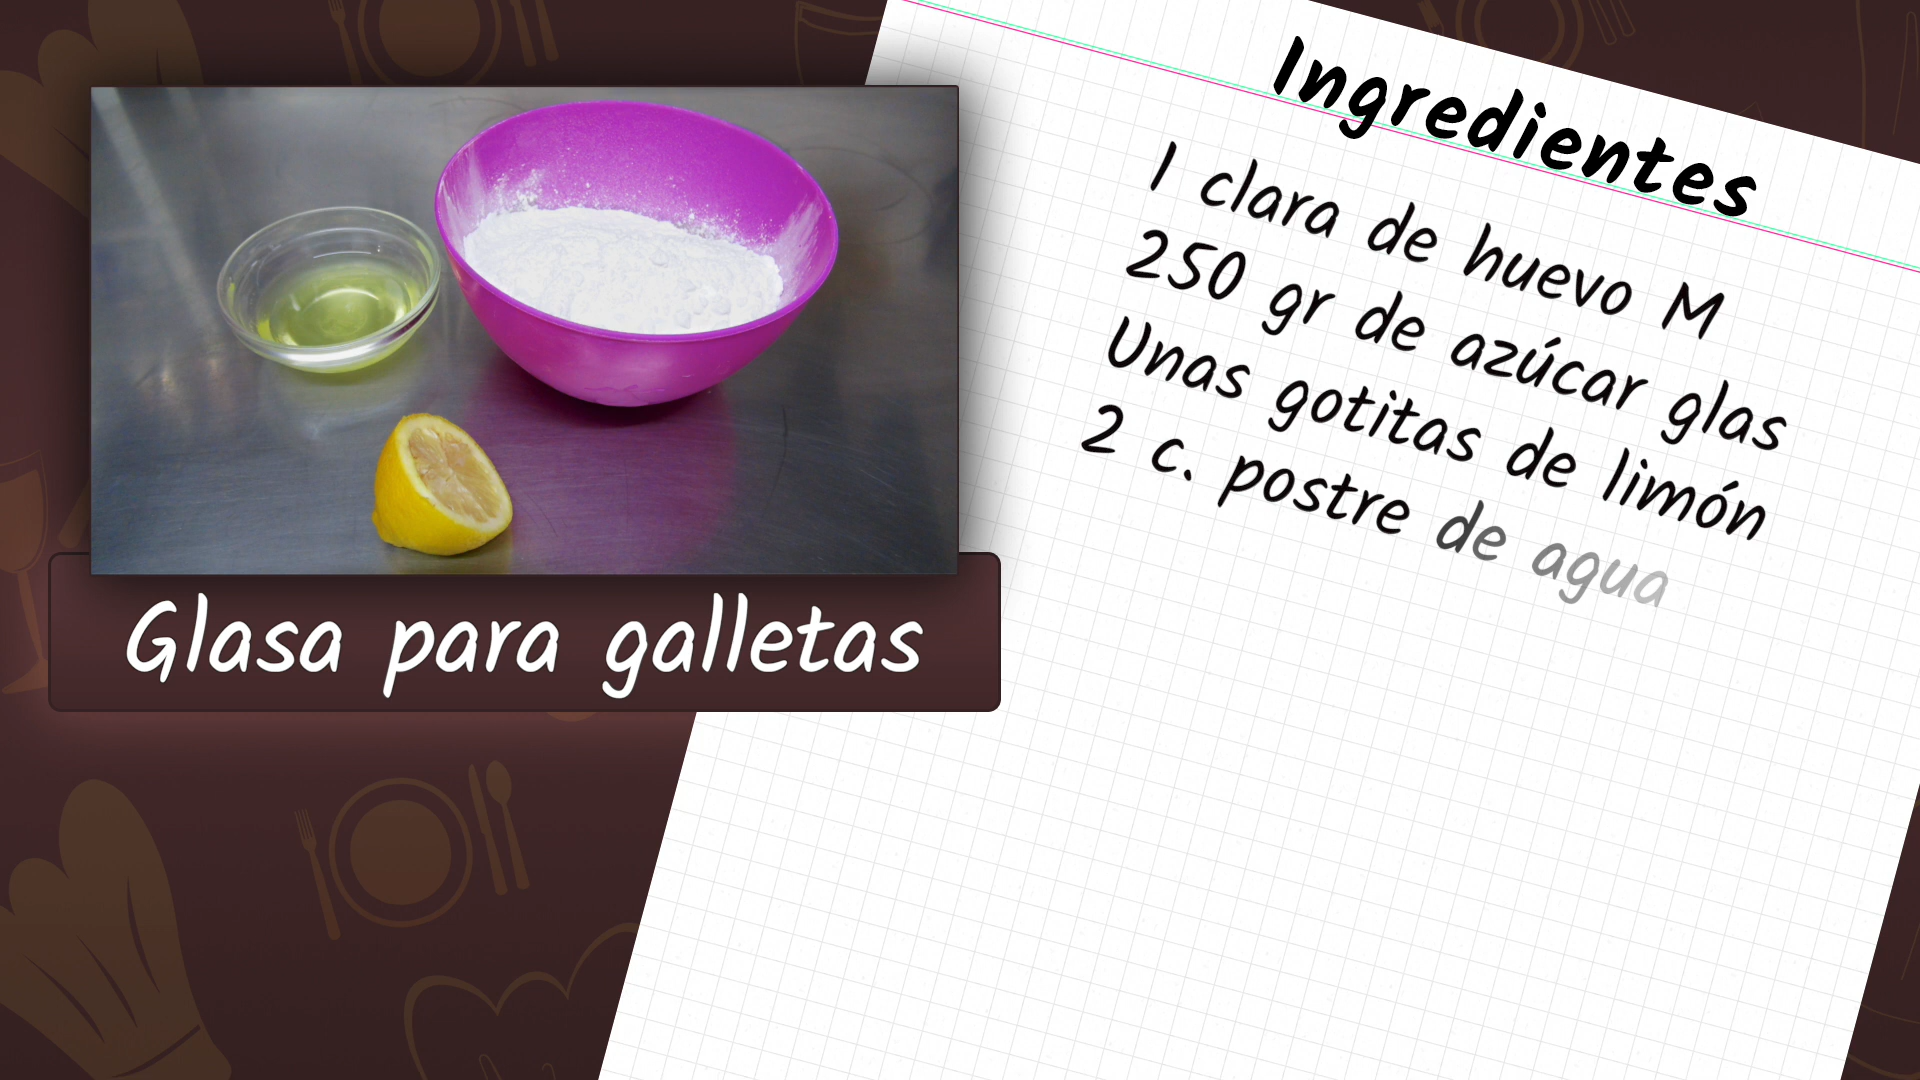 Ingredientes
1 clara de huevo M
250 gr de azúcar glas
Unas gotitas de limón
2 c. postre de agua
Glasa para galletas